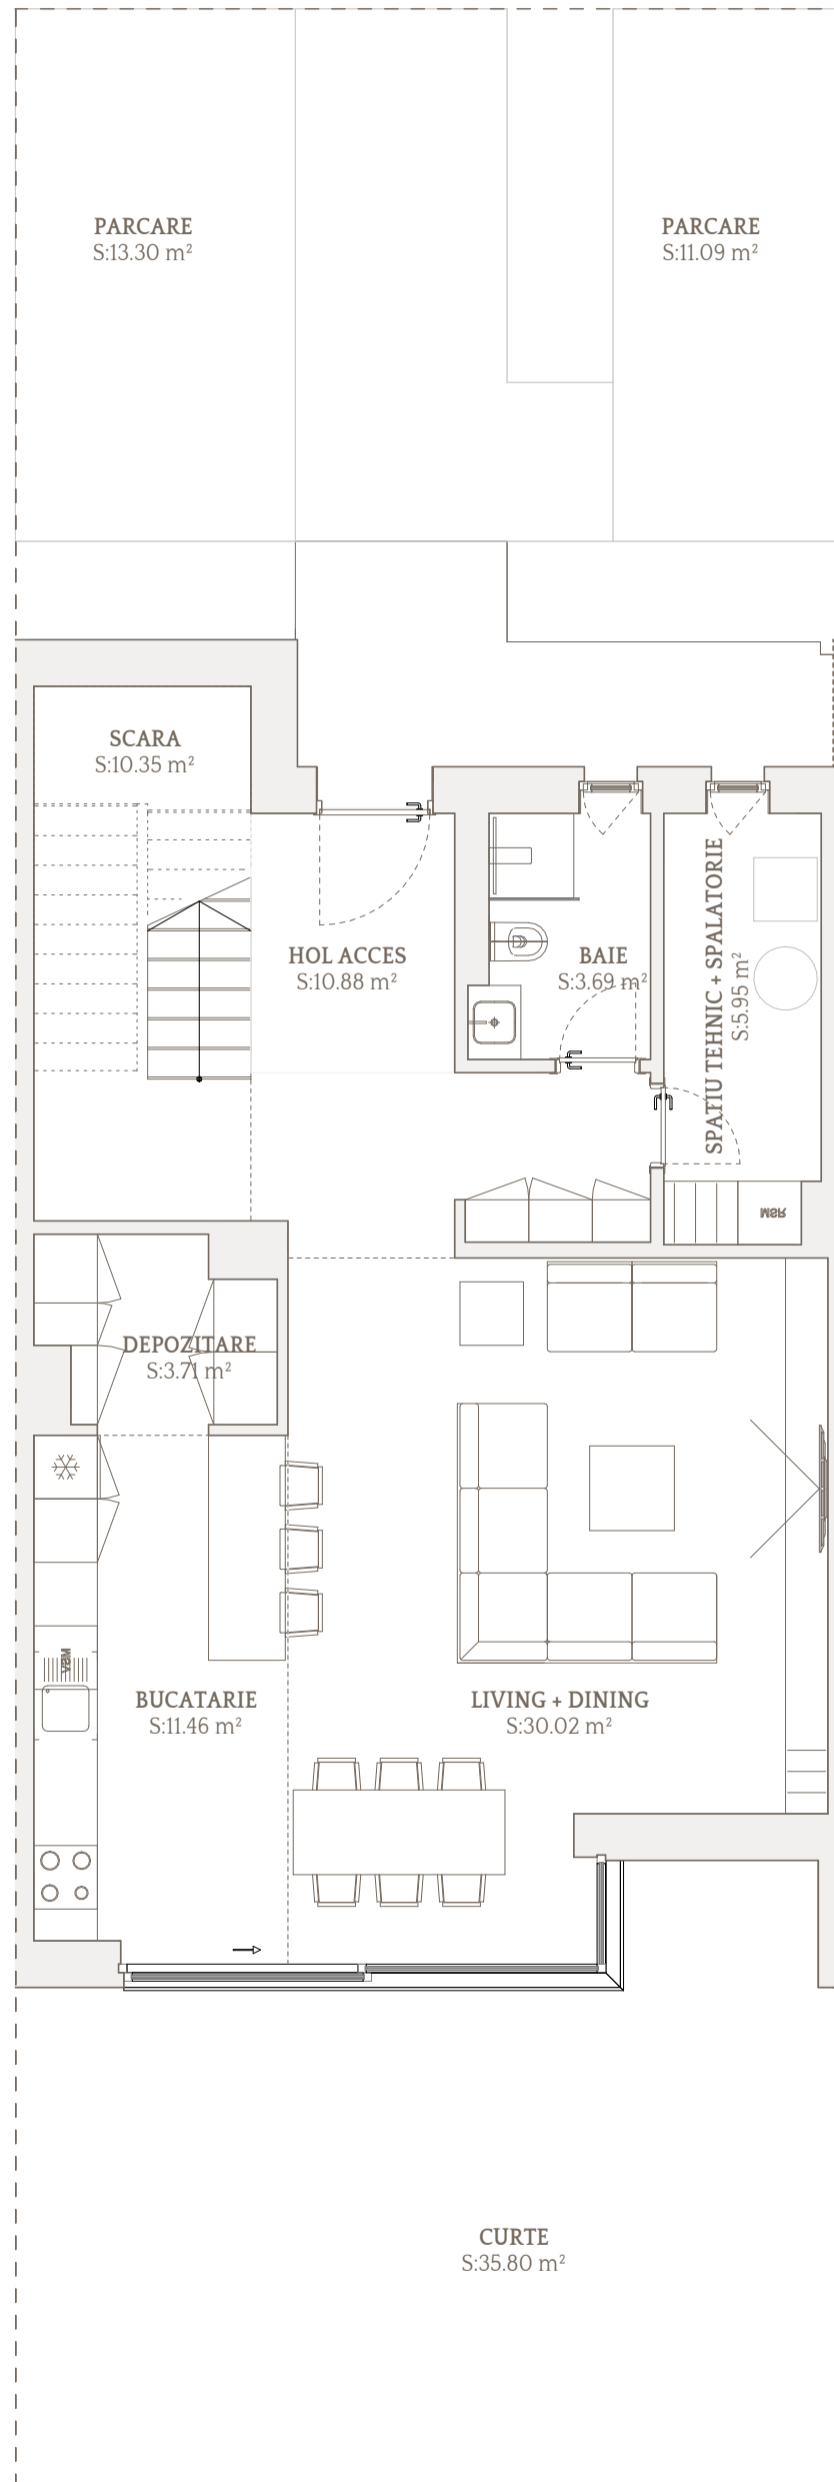 PARCARE
S:13.30 m²
PARCARE
S:11.09 m²
SCARA
S:10.35 m²
HOL ACCES
S:10.88 m²
BAIE
S:3.69 m²
SPATIU TEHNIC + SPALATORIE
S:5.95 m²
MSR
DEPOZITARE
S:3.71 m²
MSV
BUCATARIE
S:11.46 m²
LIVING + DINING
S:30.02 m²
CURTE
S:35.80 m²